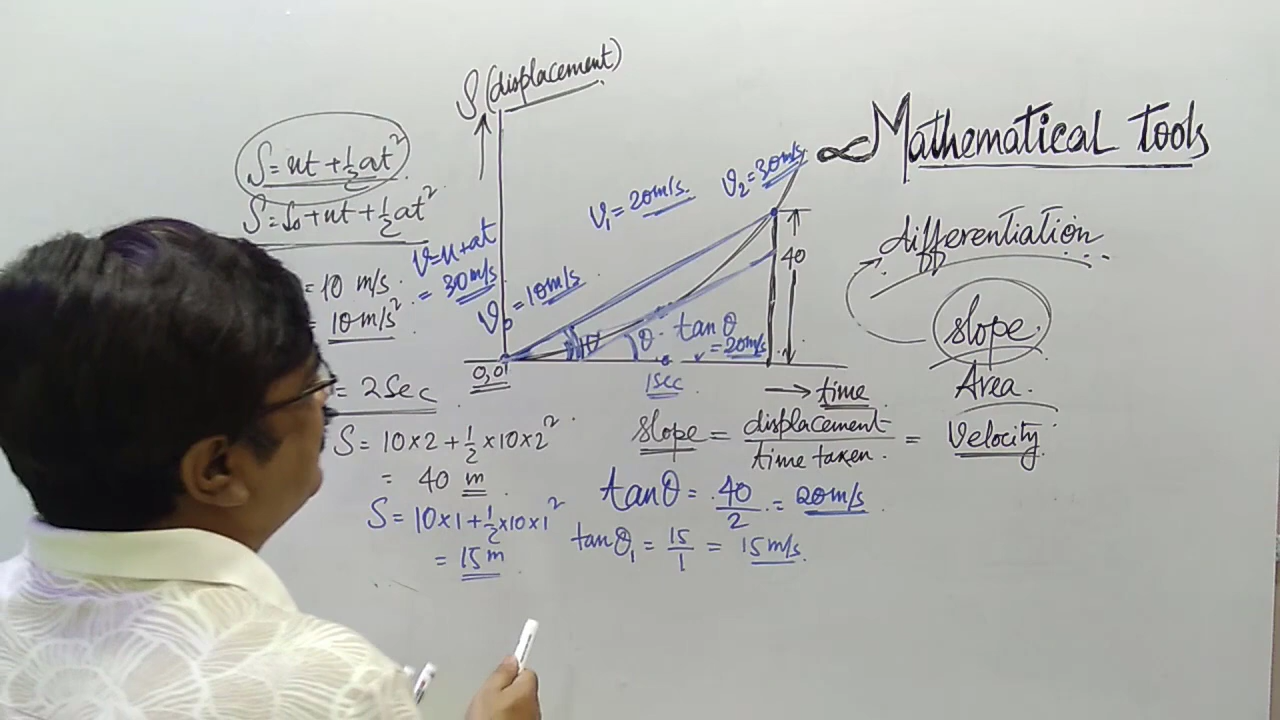 S (displacement)
∝ Mathematical Tools
S = ut + ½at²
S = S₀ + ut + ½at²
V = u + at
= 30 m/s
= 10 m/s
= 10 m/s²
= 2 Sec
S = 10×2 + ½×10×2²
= 40 m
S = 10×1 + ½×10×1²
= 15 m
V₀ = 10 m/s
V₁ = 20 m/s
V₂ = 30 m/s
40
θ
θ
tanθ
= 20 m/s
0,0
1 sec
→ time
differentiation
slope
Area
slope = displacement / time taken = Velocity
tanθ = 40/2 = 20 m/s
tanθ₁ = 15/1 = 15 m/s